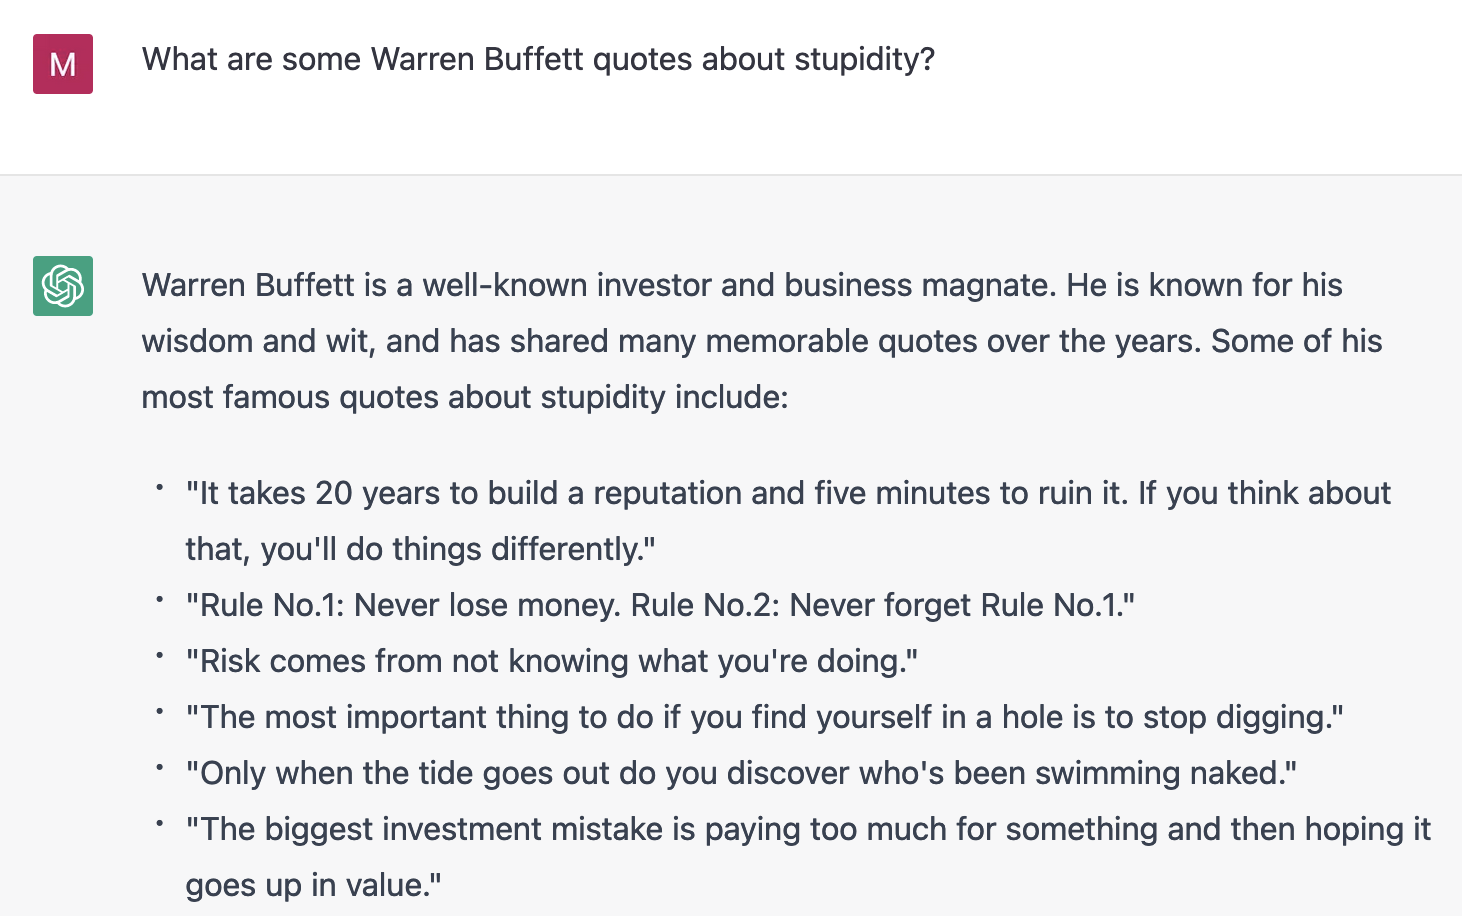 M
What are some Warren Buffett quotes about stupidity?
Warren Buffett is a well-known investor and business magnate. He is known for his
wisdom and wit, and has shared many memorable quotes over the years. Some of his
most famous quotes about stupidity include:
• "It takes 20 years to build a reputation and five minutes to ruin it. If you think about
that, you'll do things differently."
• "Rule No.1: Never lose money. Rule No.2: Never forget Rule No.1."
• "Risk comes from not knowing what you're doing."
• "The most important thing to do if you find yourself in a hole is to stop digging."
• "Only when the tide goes out do you discover who's been swimming naked."
• "The biggest investment mistake is paying too much for something and then hoping it
goes up in value."